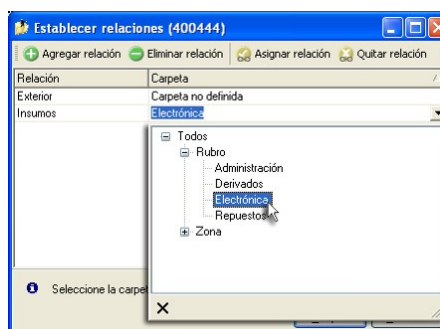 Establecer relaciones (400444)
Agregar relación Eliminar relación Asignar relación Quitar relación
Relación Carpeta
Exterior Carpeta no definida
Insumos Electrónica
Todos
Rubro
Administración
Derivados
Electrónica
Repuestos
Zona
Seleccione la